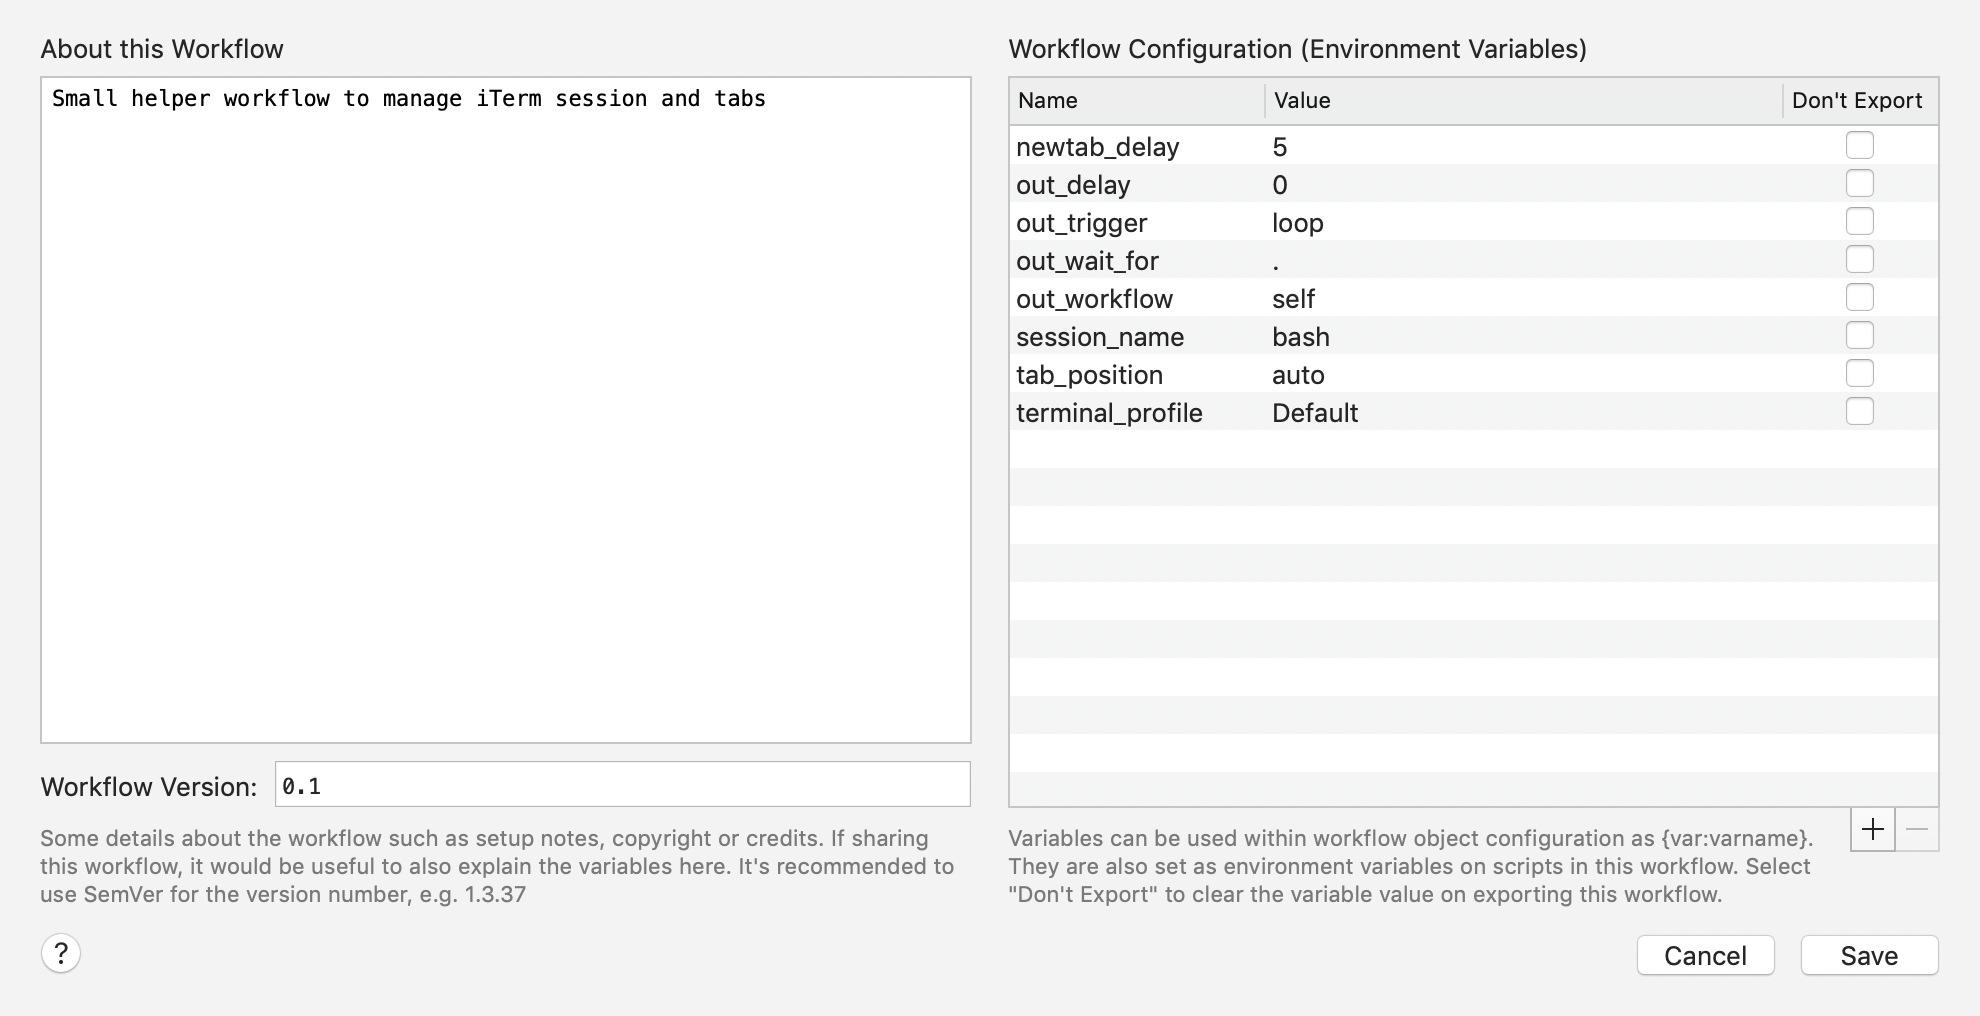 About this Workflow
Small helper workflow to manage iTerm session and tabs
Workflow Version: 0.1
Some details about the workflow such as setup notes, copyright or credits. If sharing
this workflow, it would be useful to also explain the variables here. It's recommended to
use SemVer for the version number, e.g. 1.3.37
?
Workflow Configuration (Environment Variables)
Name Value Don't Export
newtab_delay 5
out_delay 0
out_trigger loop
out_wait_for .
out_workflow self
session_name bash
tab_position auto
terminal_profile Default
Variables can be used within workflow object configuration as {var:varname}.
They are also set as environment variables on scripts in this workflow. Select
"Don't Export" to clear the variable value on exporting this workflow.
Cancel Save